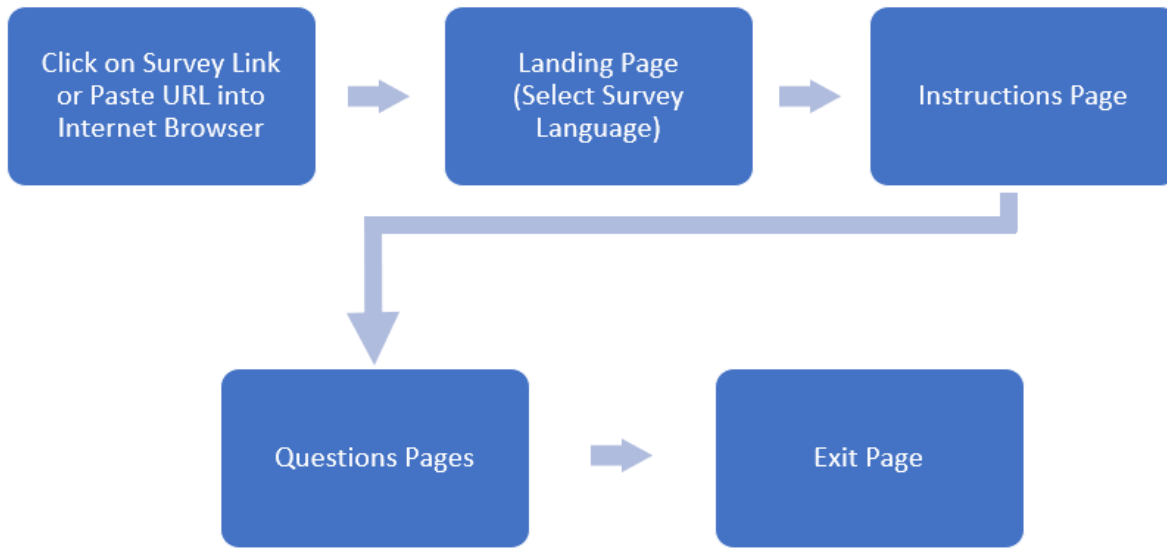 Click on Survey Link
or Paste URL into
Internet Browser
Landing Page
(Select Survey
Language)
Instructions Page
Questions Pages
Exit Page